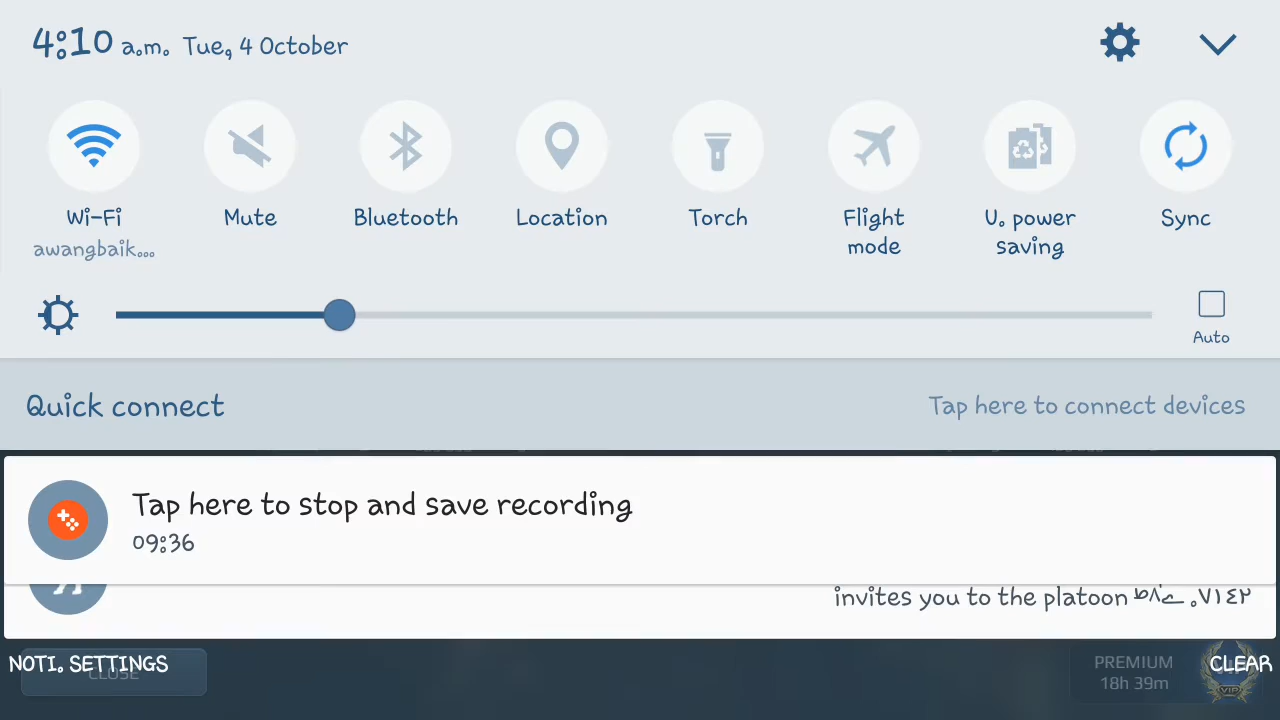 4:10 a.m. Tue, 4 October
Wi-Fi
awangbaik...
Mute
Bluetooth
Location
Torch
Flight
mode
U. power
saving
Sync
Auto
Quick connect
Tap here to connect devices
Tap here to stop and save recording
09:36
invites you to the platoon
NOTI. SETTINGS
CLOSE
PREMIUM
18h 39m
VIP
CLEAR